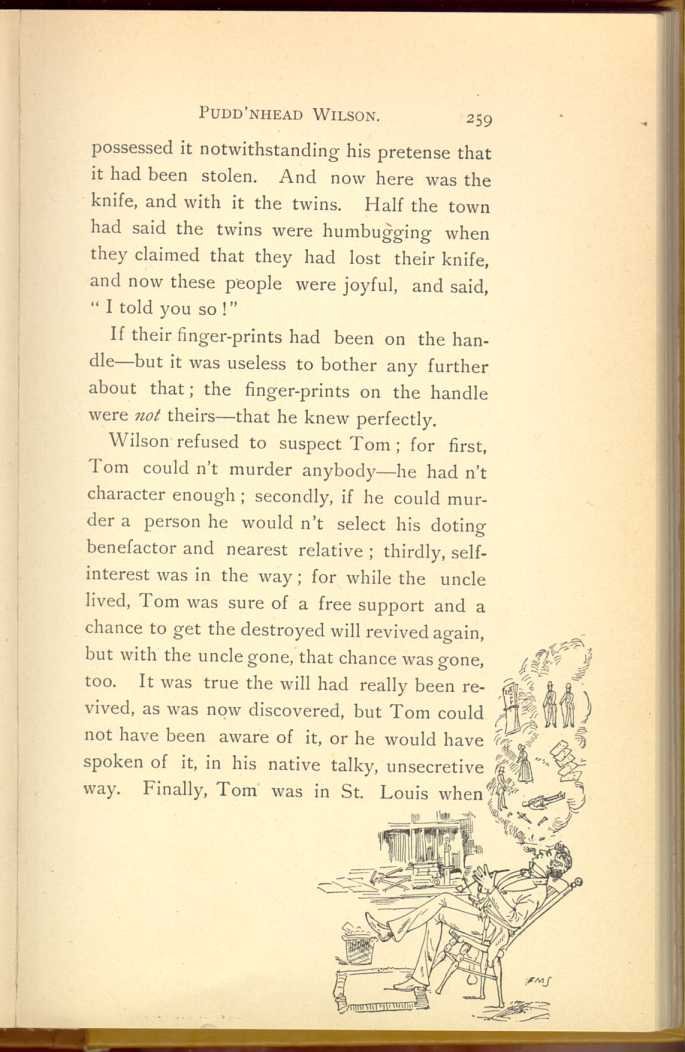 PUDD'NHEAD WILSON. 259
possessed it notwithstanding his pretense that
it had been stolen. And now here was the
knife, and with it the twins. Half the town
had said the twins were humbugging when
they claimed that they had lost their knife,
and now these people were joyful, and said,
“ I told you so !”
If their finger-prints had been on the han-
dle—but it was useless to bother any further
about that ; the finger-prints on the handle
were not theirs—that he knew perfectly.
Wilson refused to suspect Tom ; for first,
Tom could n't murder anybody—he had n't
character enough ; secondly, if he could mur-
der a person he would n't select his doting
benefactor and nearest relative ; thirdly, self-
interest was in the way ; for while the uncle
lived, Tom was sure of a free support and a
chance to get the destroyed will revived again,
but with the uncle gone, that chance was gone,
too. It was true the will had really been re-
vived, as was now discovered, but Tom could
not have been aware of it, or he would have
spoken of it, in his native talky, unsecretive
way. Finally, Tom was in St. Louis when
FMS